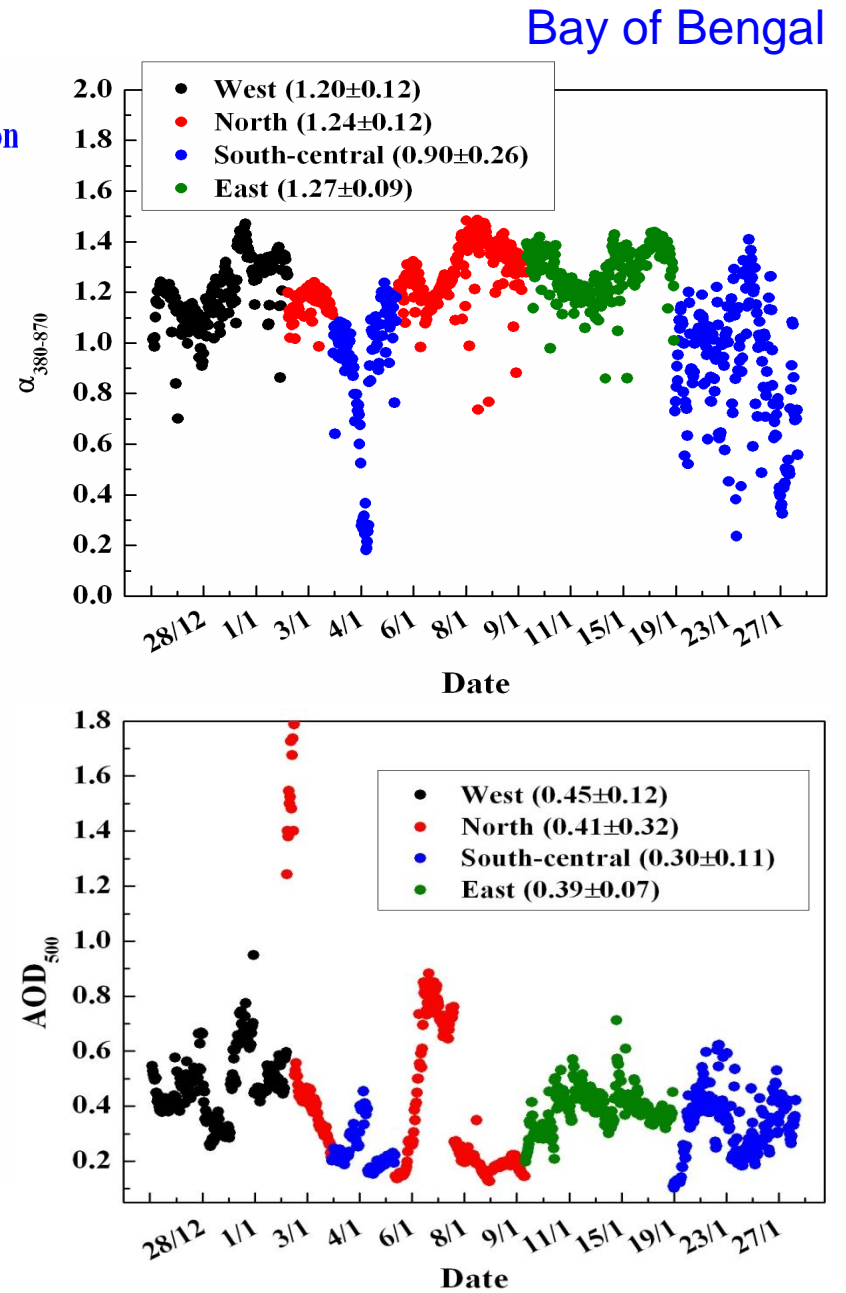 Bay of Bengal
on
West (1.20±0.12)
North (1.24±0.12)
South-central (0.90±0.26)
East (1.27±0.09)
2.0
1.8
1.6
1.4
1.2
1.0
0.8
0.6
0.4
0.2
0.0
α380-870
28/12 1/1 3/1 4/1 6/1 8/1 9/1 11/1 15/1 19/1 23/1 27/1
Date
1.8
1.6
1.4
1.2
1.0
0.8
0.6
0.4
0.2
AOD500
West (0.45±0.12)
North (0.41±0.32)
South-central (0.30±0.11)
East (0.39±0.07)
28/12 1/1 3/1 4/1 6/1 8/1 9/1 11/1 15/1 19/1 23/1 27/1
Date